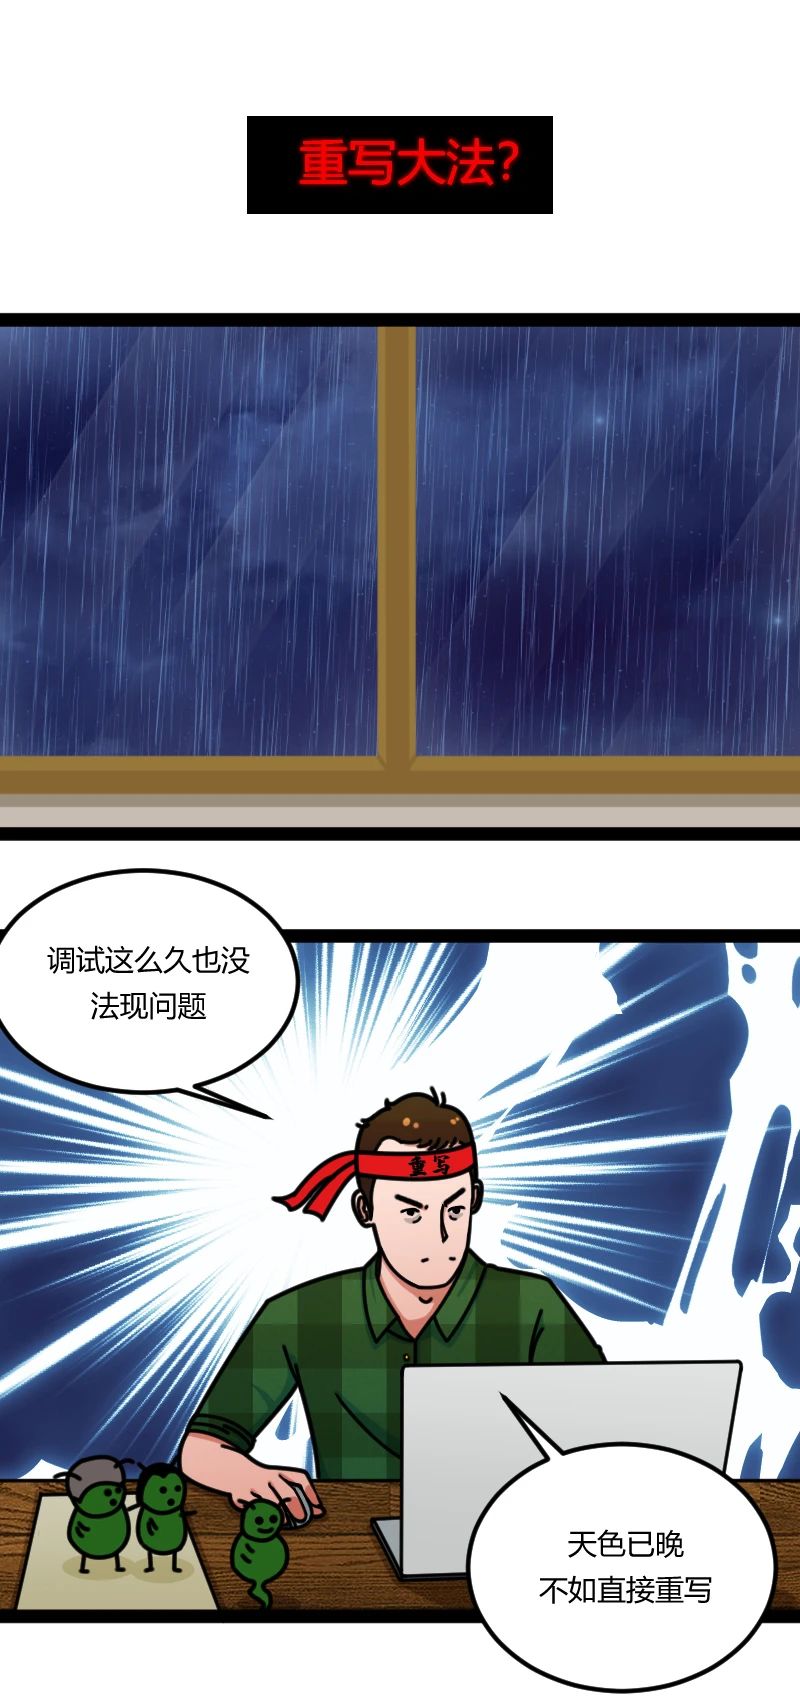 重写大法？
调试这么久也没
法现问题
重写
天色已晚
不如直接重写